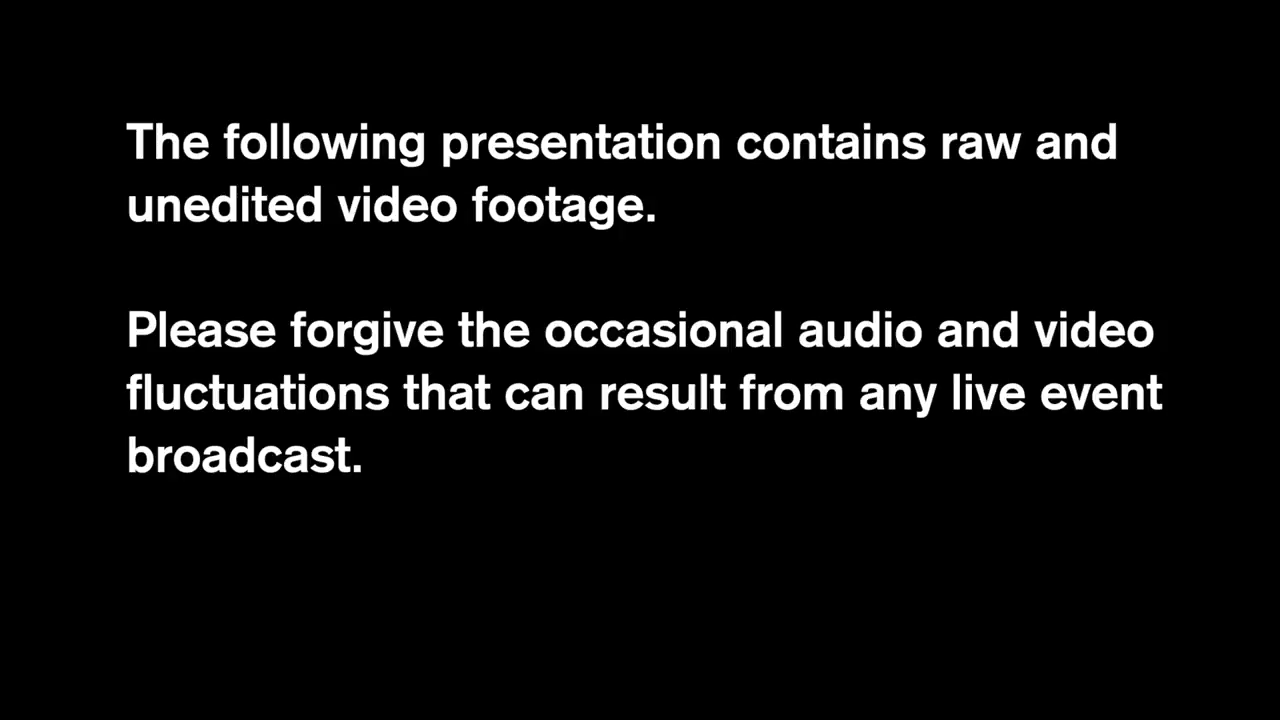 The following presentation contains raw and
unedited video footage.
Please forgive the occasional audio and video
fluctuations that can result from any live event
broadcast.